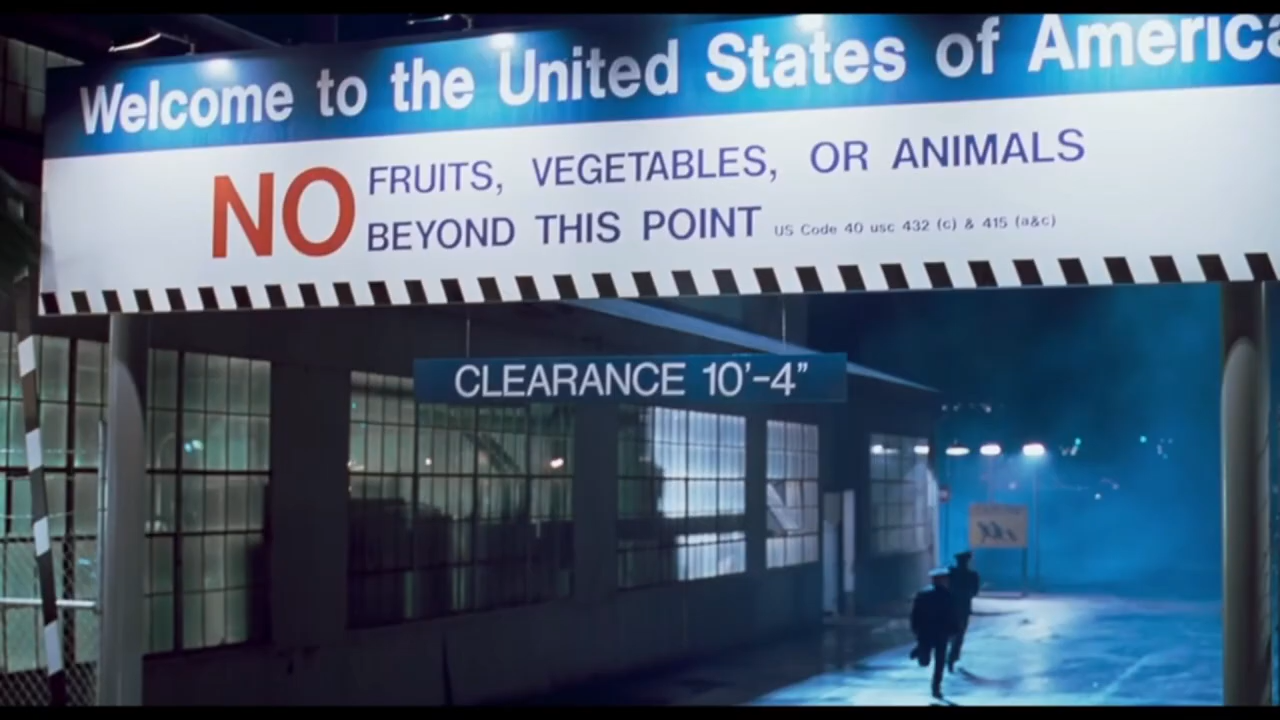 Welcome to the United States of America
NO FRUITS, VEGETABLES, OR ANIMALS
BEYOND THIS POINT US Code 40 usc 432 (c) & 415 (a&c)
CLEARANCE 10'-4"